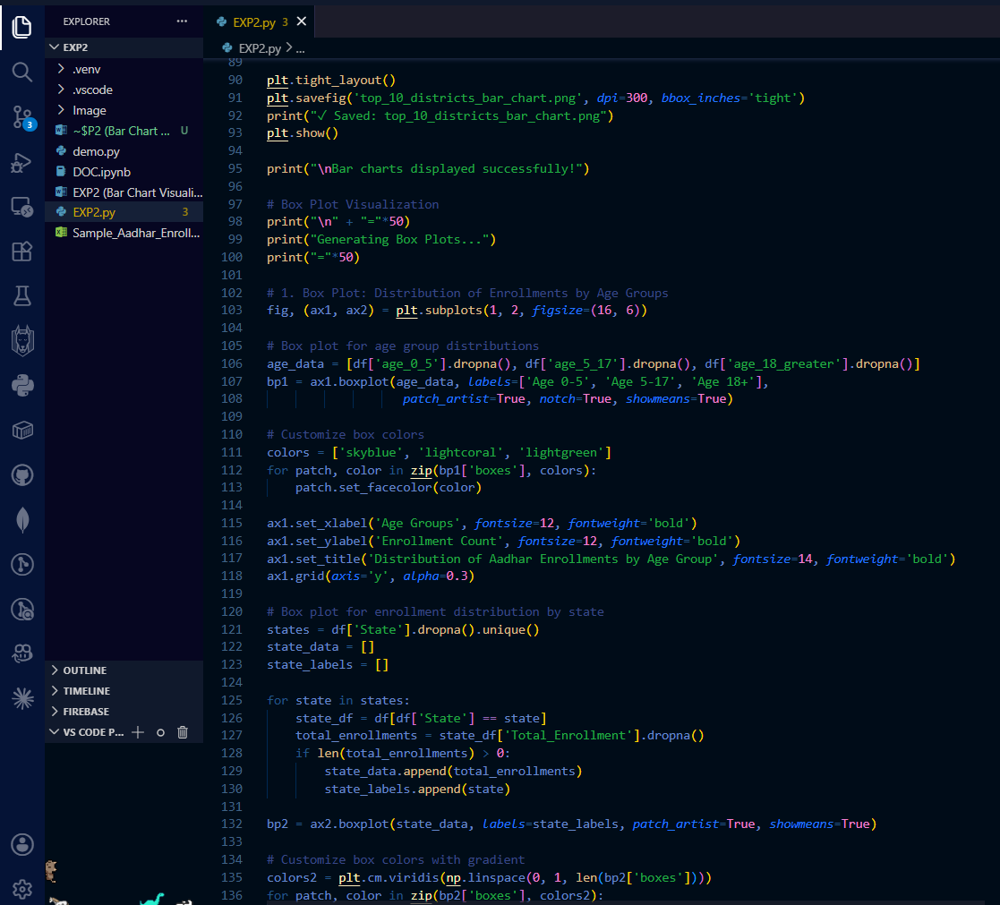 EXPLORER
EXP2
.venv
.vscode
Image
~$P2 (Bar Chart ... U
demo.py
DOC.ipynb
EXP2 (Bar Chart Visuali...
EXP2.py 3
Sample_Aadhar_Enroll...
OUTLINE
TIMELINE
FIREBASE
VS CODE P...
3
EXP2.py 3
EXP2.py > ...
89
90 plt.tight_layout()
91 plt.savefig('top_10_districts_bar_chart.png', dpi=300, bbox_inches='tight')
92 print("✓ Saved: top_10_districts_bar_chart.png")
93 plt.show()
94
95 print("\nBar charts displayed successfully!")
96
97 # Box Plot Visualization
98 print("\n" + "="*50)
99 print("Generating Box Plots...")
100 print("="*50)
101
102 # 1. Box Plot: Distribution of Enrollments by Age Groups
103 fig, (ax1, ax2) = plt.subplots(1, 2, figsize=(16, 6))
104
105 # Box plot for age group distributions
106 age_data = [df['age_0_5'].dropna(), df['age_5_17'].dropna(), df['age_18_greater'].dropna()]
107 bp1 = ax1.boxplot(age_data, labels=['Age 0-5', 'Age 5-17', 'Age 18+'],
108 patch_artist=True, notch=True, showmeans=True)
109
110 # Customize box colors
111 colors = ['skyblue', 'lightcoral', 'lightgreen']
112 for patch, color in zip(bp1['boxes'], colors):
113 patch.set_facecolor(color)
114
115 ax1.set_xlabel('Age Groups', fontsize=12, fontweight='bold')
116 ax1.set_ylabel('Enrollment Count', fontsize=12, fontweight='bold')
117 ax1.set_title('Distribution of Aadhar Enrollments by Age Group', fontsize=14, fontweight='bold')
118 ax1.grid(axis='y', alpha=0.3)
119
120 # Box plot for enrollment distribution by state
121 states = df['State'].dropna().unique()
122 state_data = []
123 state_labels = []
124
125 for state in states:
126 state_df = df[df['State'] == state]
127 total_enrollments = state_df['Total_Enrollment'].dropna()
128 if len(total_enrollments) > 0:
129 state_data.append(total_enrollments)
130 state_labels.append(state)
131
132 bp2 = ax2.boxplot(state_data, labels=state_labels, patch_artist=True, showmeans=True)
133
134 # Customize box colors with gradient
135 colors2 = plt.cm.viridis(np.linspace(0, 1, len(bp2['boxes'])))
136 for patch, color in zip(bp2['boxes'], colors2):